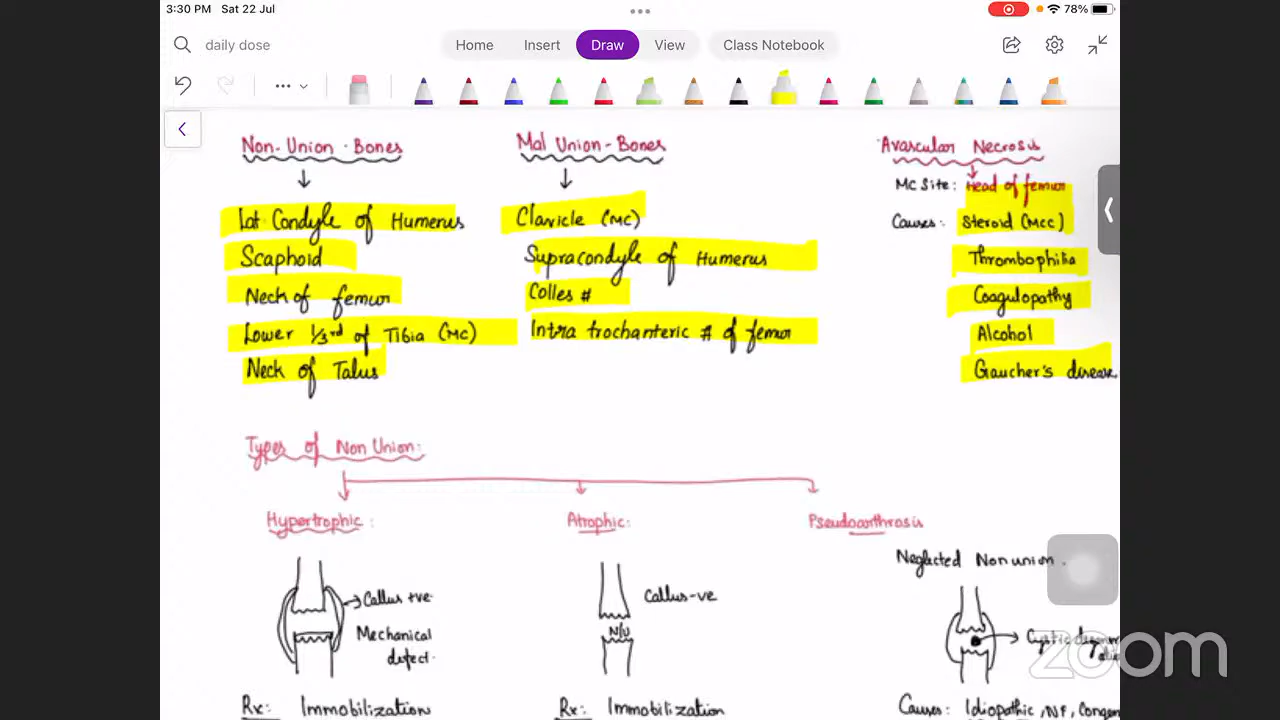 3:30 PM Sat 22 Jul
78%
daily dose
Home Insert Draw View Class Notebook
Non-Union-Bones
Lat Condyle of Humerus
Scaphoid
Neck of femur
Lower 1/3rd of Tibia (MC)
Neck of Talus
Mal Union-Bones
Clavicle (MC)
Supracondyle of Humerus
Colles #
Intra trochanteric # of femur
Avascular Necrosis
MC Site: Head of femur
Causes: Steroid (MCC)
Thrombophilia
Coagulopathy
Alcohol
Gaucher's disease
Types of Non Union:
Hypertrophic:
Callus +ve
Mechanical
defect
Rx: Immobilization
Atrophic:
Callus-ve
N/U
Rx: Immobilization
Pseudoarthrosis
Neglected Nonunion.
Cystic
Causes: Idiopathic, NF, Congen
zoom